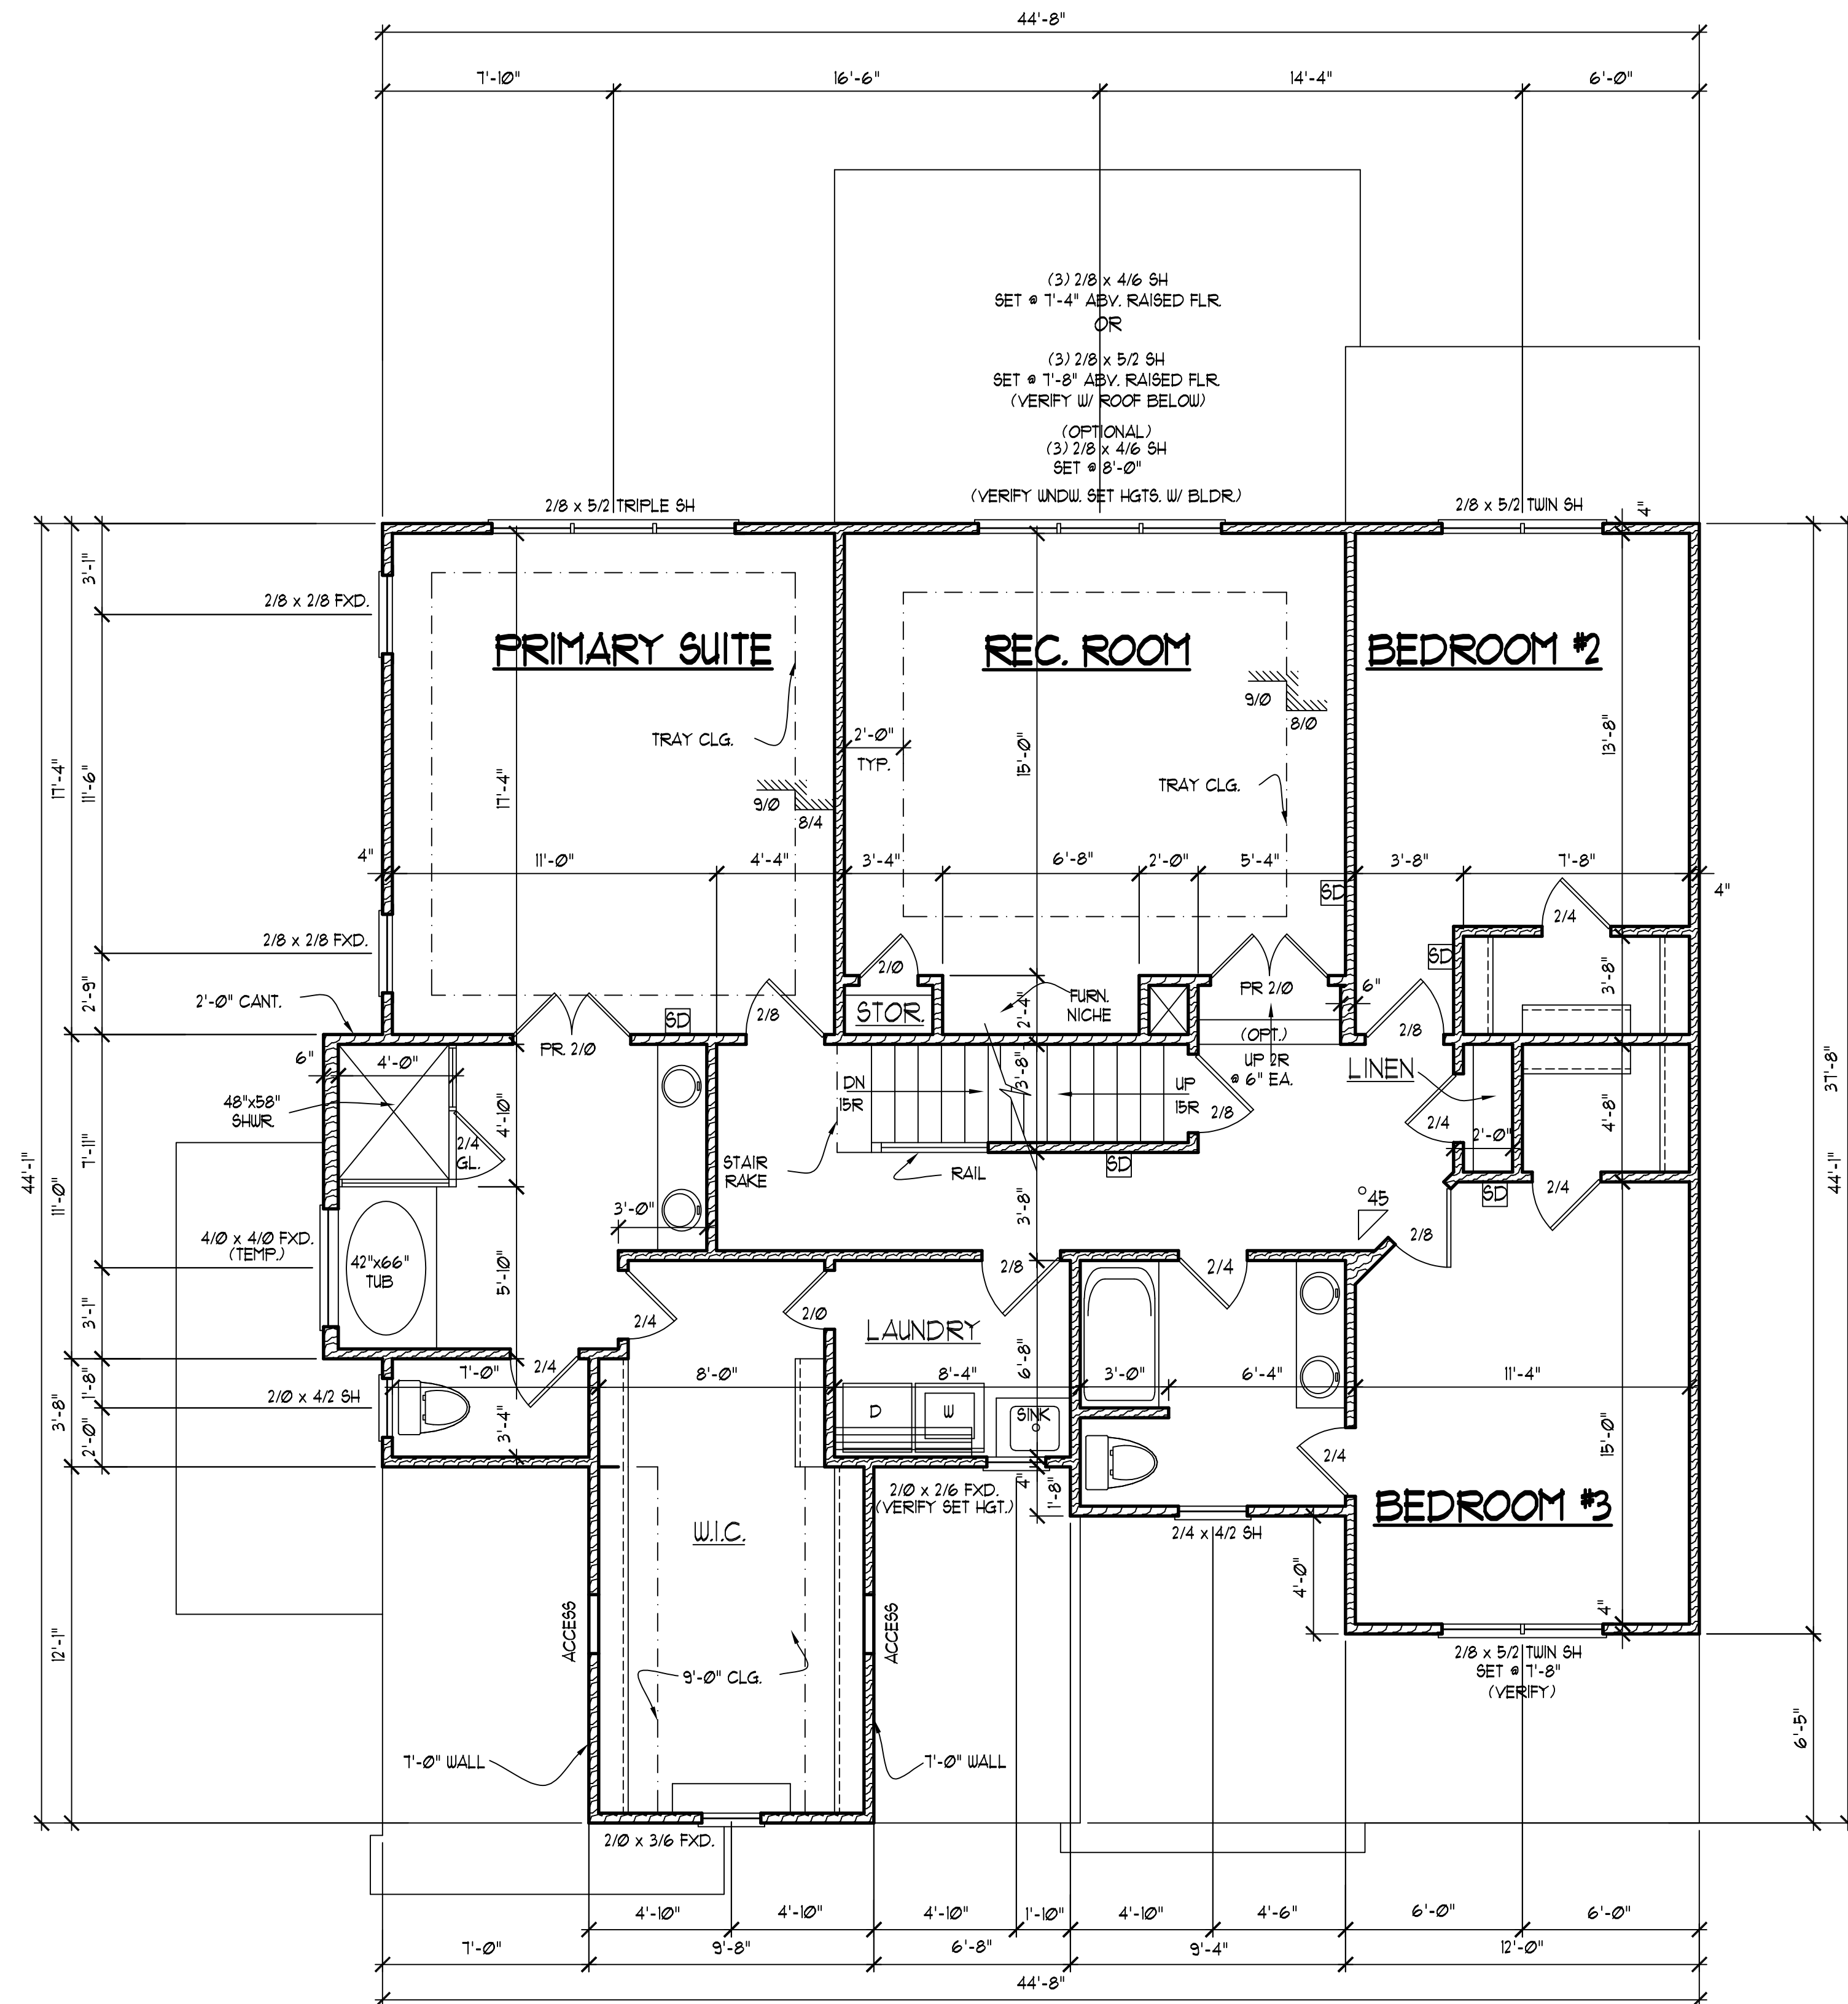 44'-8"
7'-10"
16'-6"
14'-4"
6'-0"
(3) 2/8 x 4/6 SH
SET @ 7'-4" ABV. RAISED FLR.
OR
(3) 2/8 x 5/2 SH
SET @ 7'-8" ABV. RAISED FLR.
(VERIFY W/ ROOF BELOW)
(OPTIONAL)
(3) 2/8 x 4/6 SH
SET @ 8'-0"
(VERIFY WNDW. SET HGTS. W/ BLDR.)
2/8 x 5/2 TRIPLE SH
2/8 x 5/2 TWIN SH
4"
3'-1"
2/8 x 2/8 FXD.
PRIMARY SUITE
REC. ROOM
BEDROOM #2
9/0
8/0
TRAY CLG.
2'-0"
TYP.
15'-0"
13'-8"
17'-4"
11'-6"
17'-4"
TRAY CLG.
9/0
8/4
4"
11'-0"
4'-4"
3'-4"
6'-8"
2'-0"
5'-4"
3'-8"
7'-8"
4"
SD
2/4
2/8 x 2/8 FXD.
2'-9"
2/0
SD
3'-8"
2'-0" CANT.
STOR.
2'-4"
FURN.
NICHE
PR 2/0
6"
SD
2/8
(OPT.)
2/8
PR. 2/0
6"
4'-0"
UP 2R
@ 6" EA.
LINEN
37'-8"
48"x58"
SHWR.
4'-10"
DN
15R
3'-8"
UP
15R
2/8
2/4
2'-0"
4'-8"
2/4
GL.
7'-11"
STAIR
RAKE
RAIL
SD
SD
2/4
44'-1"
11'-0"
44'-1"
3'-0"
3'-8"
°45
2/8
4/0 x 4/0 FXD.
(TEMP.)
42"x66"
TUB
5'-10"
2/8
2/4
3'-1"
2/4
2/0
LAUNDRY
6'-8"
7'-0"
2/4
8'-0"
8'-4"
3'-0"
6'-4"
11'-4"
3'-8"
1'-8"
2/0 x 4/2 SH
D
W
SINK
2'-0"
3'-4"
2/4
15'-0"
2/0 x 2/6 FXD.
(VERIFY SET HGT.)
4"
1'-8"
BEDROOM #3
W.I.C.
2/4 x 4/2 SH
4'-0"
4"
ACCESS
ACCESS
12'-1"
9'-0" CLG.
2/8 x 5/2 TWIN SH
SET @ 7'-8"
(VERIFY)
6'-5"
7'-0" WALL
7'-0" WALL
2/0 x 3/6 FXD.
4'-10"
4'-10"
4'-10"
1'-10"
4'-10"
4'-6"
6'-0"
6'-0"
7'-0"
9'-8"
6'-8"
9'-4"
12'-0"
44'-8"